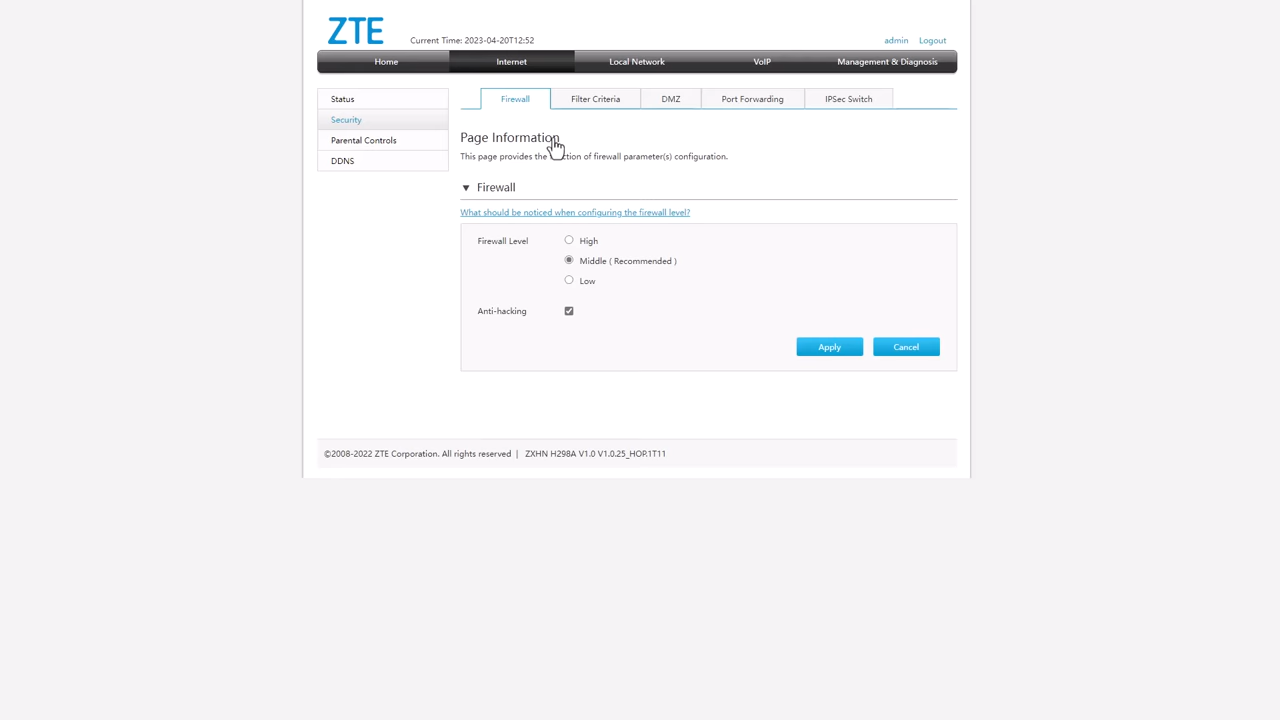 ZTE
Current Time: 2023-04-20T12:52
admin Logout
Home Internet Local Network VoIP Management & Diagnosis
Status
Security
Parental Controls
DDNS
Firewall Filter Criteria DMZ Port Forwarding IPSec Switch
Page Information
This page provides the ction of firewall parameter(s) configuration.
▼ Firewall
What should be noticed when configuring the firewall level?
Firewall Level
High
Middle ( Recommended )
Low
Anti-hacking
Apply Cancel
©2008-2022 ZTE Corporation. All rights reserved | ZXHN H298A V1.0 V1.0.25_HOP.1T11